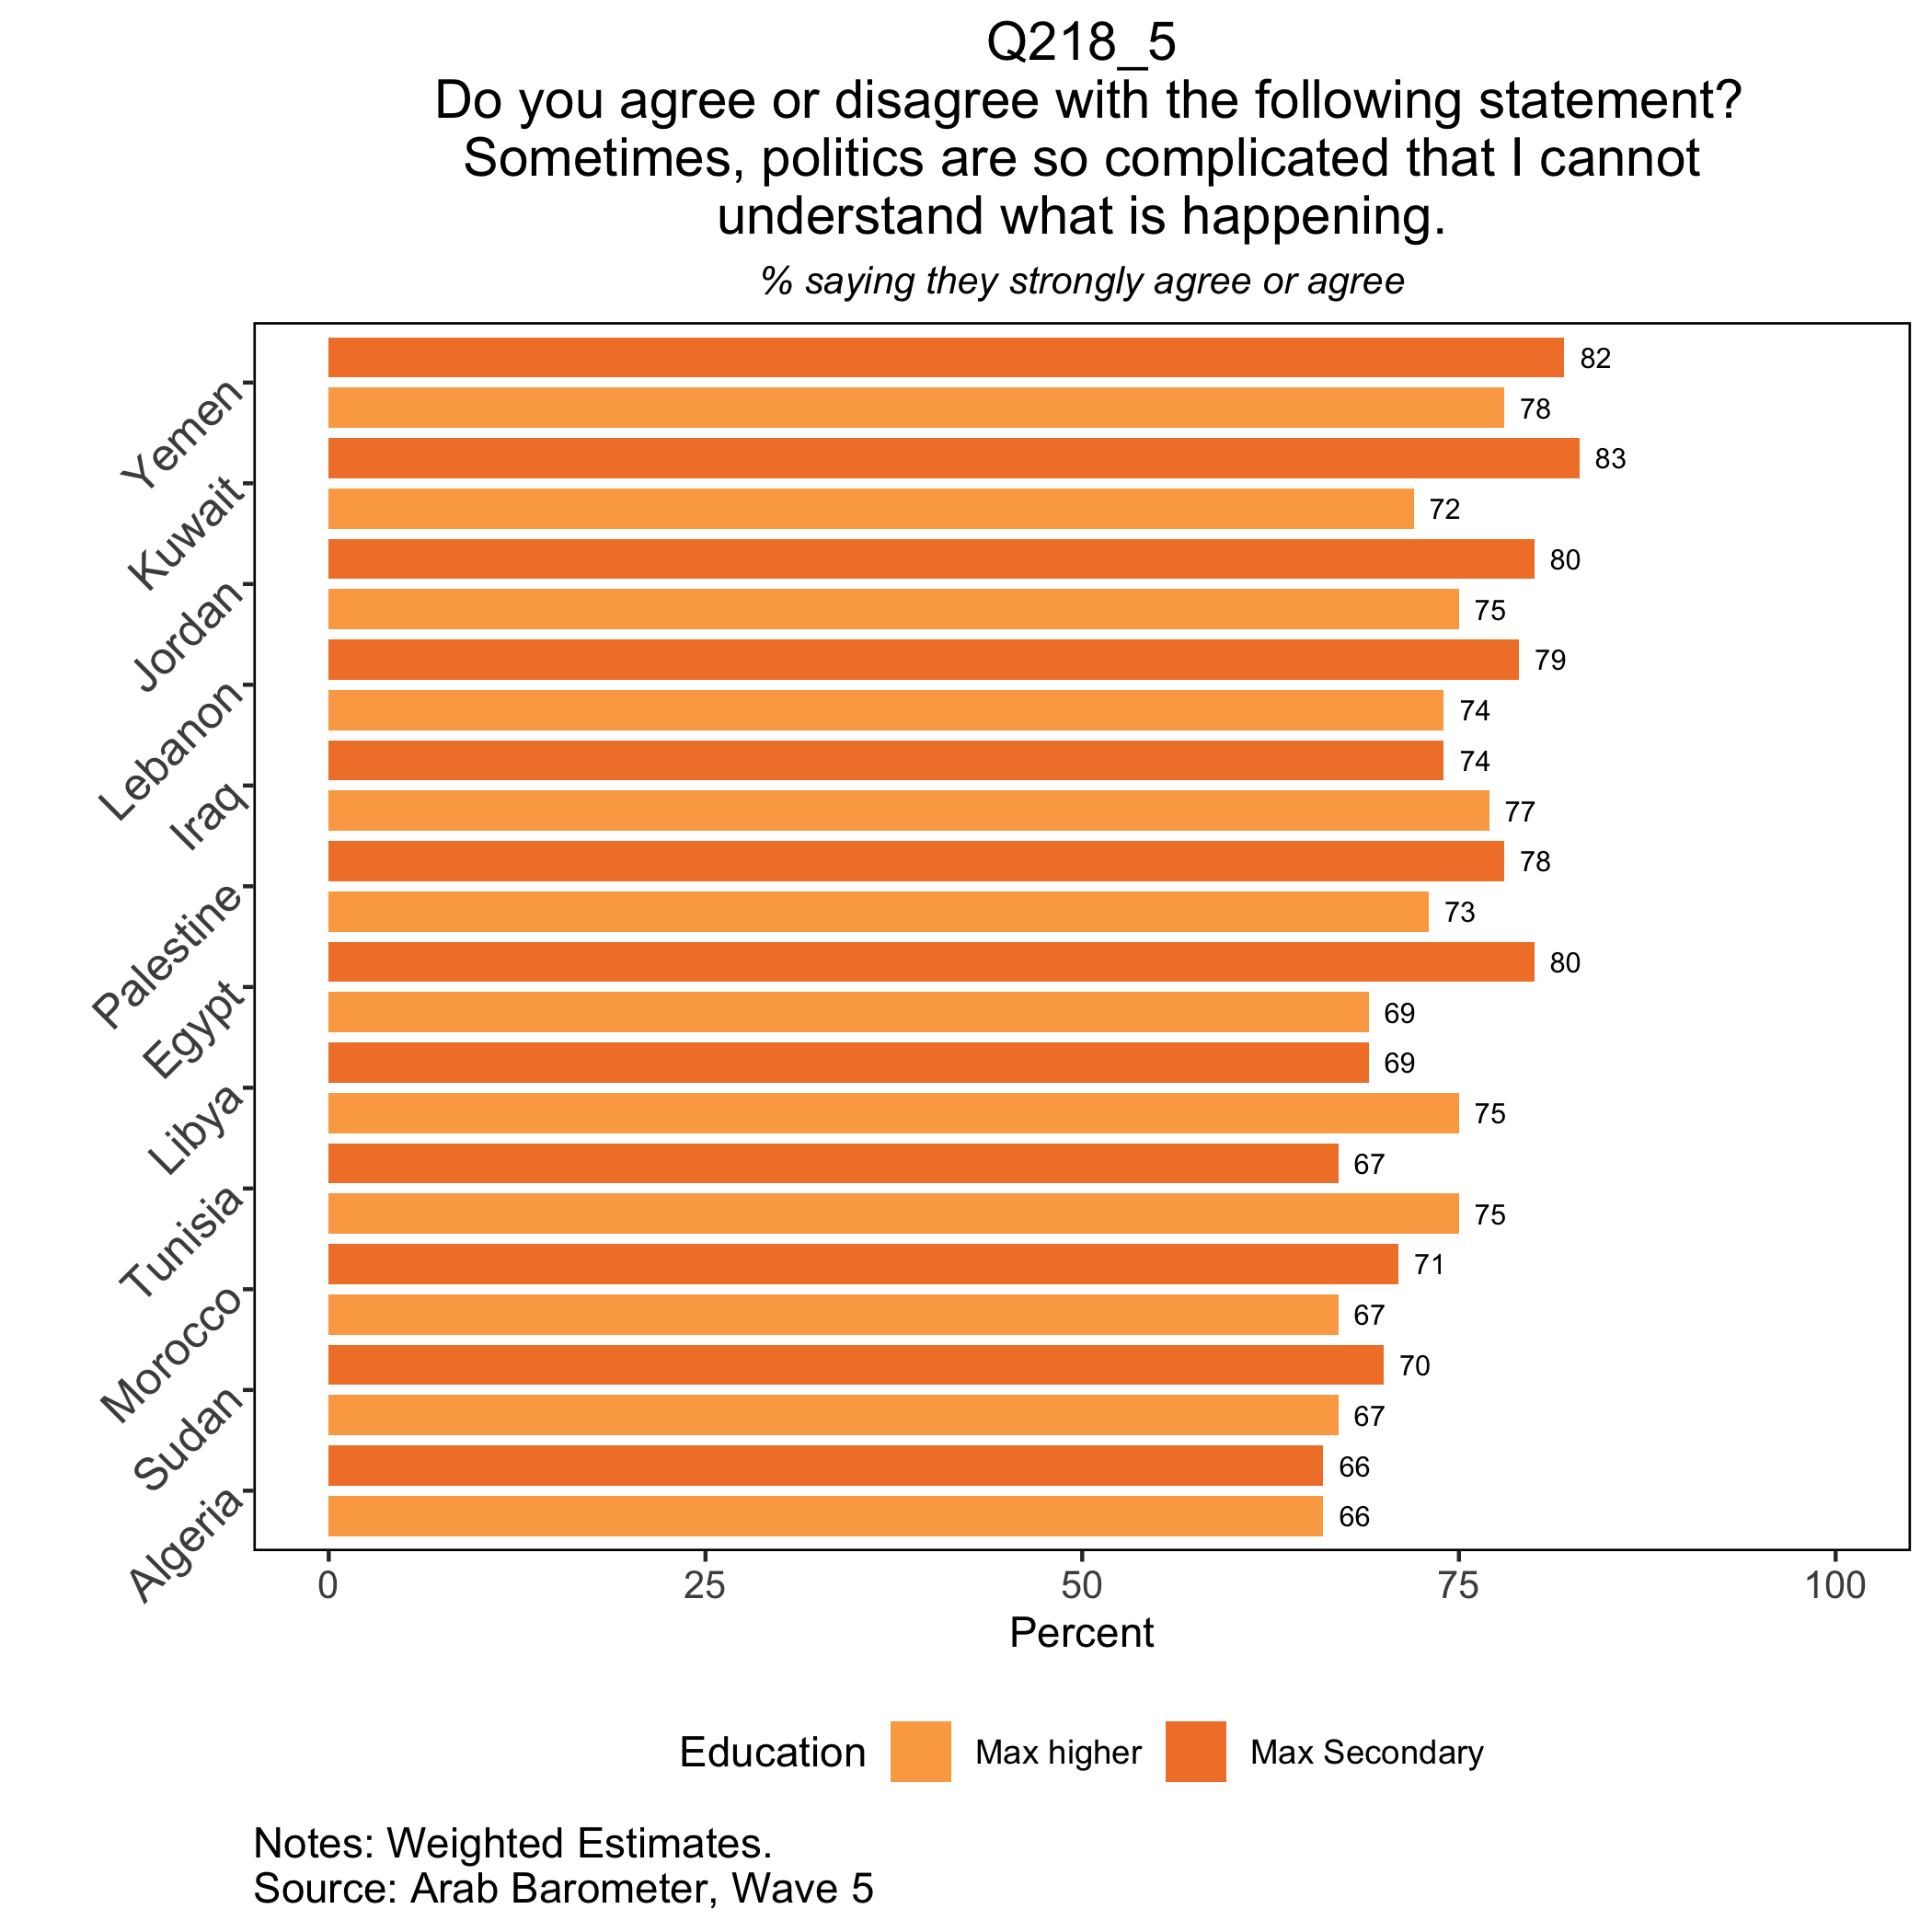 Q218_5
Do you agree or disagree with the following statement?
Sometimes, politics are so complicated that I cannot
understand what is happening.
% saying they strongly agree or agree
Yemen
82
78
Kuwait
83
72
Jordan
80
75
Lebanon
79
74
Iraq
74
77
Palestine
78
73
Egypt
80
69
Libya
69
75
Tunisia
67
75
Morocco
71
67
Sudan
70
67
Algeria
66
66
0 25 50 75 100
Percent
Education Max higher Max Secondary
Notes: Weighted Estimates.
Source: Arab Barometer, Wave 5